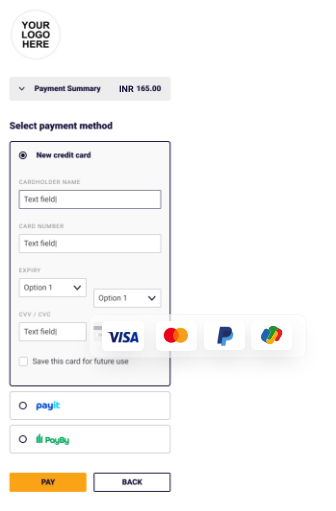 YOUR
LOGO
HERE
Payment Summary INR 165.00
Select payment method
New credit card
CARDHOLDER NAME
Text field|
CARD NUMBER
Text field|
EXPIRY
Option 1
Option 1
CVV / CVC
Text field|
VISA
Save this card for future use
payit
PayBy
PAY BACK